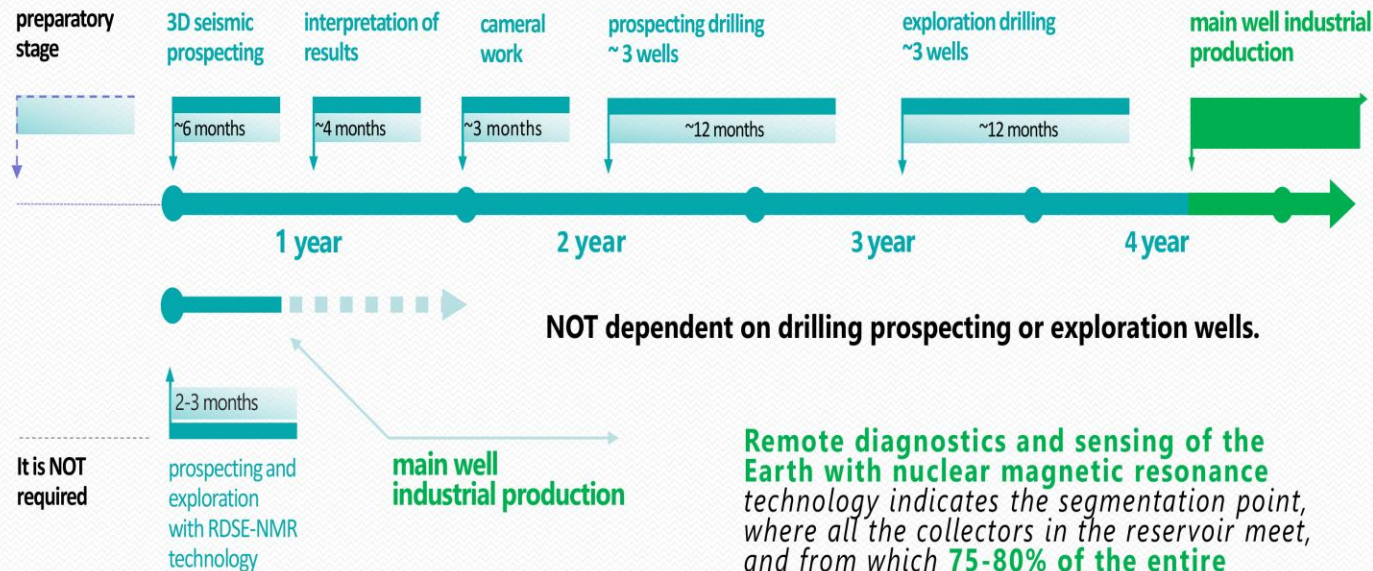 preparatory
stage
3D seismic
prospecting
interpretation of
results
cameral
work
prospecting drilling
~ 3 wells
exploration drilling
~3 wells
main well industrial
production
~6 months
~4 months
~3 months
~12 months
~12 months
1 year
2 year
3 year
4 year
NOT dependent on drilling prospecting or exploration wells.
2-3 months
It is NOT
required
prospecting and
exploration
with RDSE-NMR
technology
main well
industrial production
Remote diagnostics and sensing of the
Earth with nuclear magnetic resonance
technology indicates the segmentation point,
where all the collectors in the reservoir meet,
and from which 75-80% of the entire